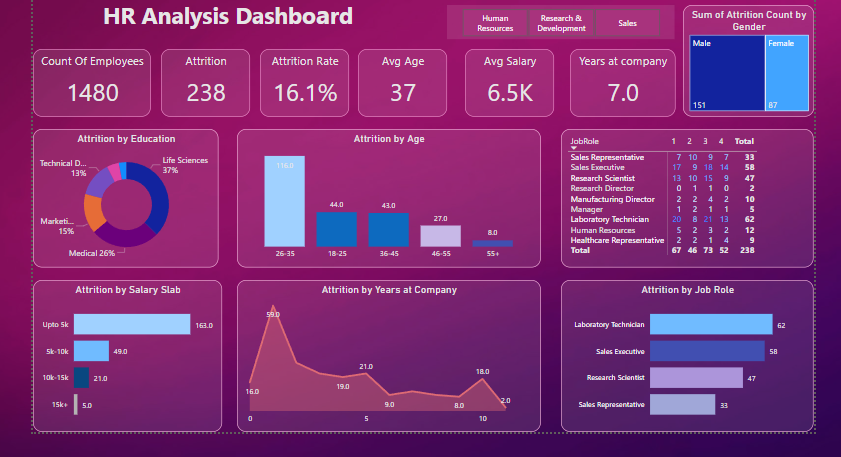 HR Analysis Dashboard
Human
Resources
Research &
Development
Sales
Sum of Attrition Count by
Gender
Male
Female
151
87
Count Of Employees
1480
Attrition
238
Attrition Rate
16.1%
Avg Age
37
Avg Salary
6.5K
Years at company
7.0
Attrition by Education
Technical D...
13%
Life Sciences
37%
Marketi...
15%
Medical 26%
Attrition by Age
116.0
44.0
43.0
27.0
8.0
26-35
18-25
36-45
46-55
55+
JobRole 1 2 3 4 Total
Sales Representative 7 10 9 7 33
Sales Executive 17 9 18 14 58
Research Scientist 13 10 15 9 47
Research Director 0 1 1 0 2
Manufacturing Director 2 2 4 2 10
Manager 1 2 1 1 5
Laboratory Technician 20 8 21 13 62
Human Resources 5 2 3 2 12
Healthcare Representative 2 2 1 4 9
Total 67 46 73 52 238
Attrition by Salary Slab
Upto 5k 163.0
5k-10k 49.0
10k-15k 21.0
15k+ 5.0
Attrition by Years at Company
59.0
16.0
19.0
21.0
9.0
8.0
18.0
2.0
0
5
10
Attrition by Job Role
Laboratory Technician 62
Sales Executive 58
Research Scientist 47
Sales Representative 33